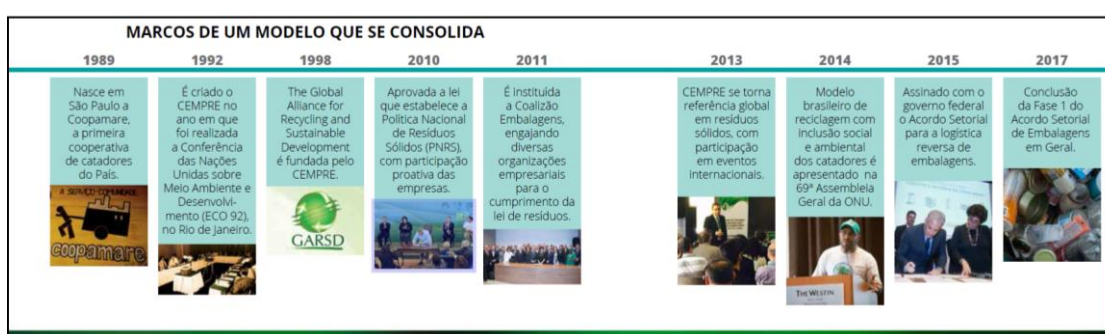 MARCOS DE UM MODELO QUE SE CONSOLIDA
1989
Nasce em
São Paulo a
Coopamare,
a primeira
cooperativa
de catadores
do País.
A SERVIÇO COMUNIDADE
coopamare
1992
É criado o
CEMPRE no
ano em que
foi realizada
a Conferência
das Nações
Unidas sobre
Meio Ambiente e
Desenvolvi-
mento (ECO 92),
no Rio de Janeiro.
1998
The Global
Alliance for
Recycling and
Sustainable
Development
é fundada pelo
CEMPRE.
GARSD
2010
Aprovada a lei
que estabelece a
Política Nacional
de Resíduos
Sólidos (PNRS),
com participação
proativa das
empresas.
2011
É instituída
a Coalizão
Embalagens,
engajando
diversas
organizações
empresariais
para o
cumprimento da
lei de resíduos.
2013
CEMPRE se torna
referência global
em resíduos
sólidos, com
participação
em eventos
internacionais.
2014
Modelo
brasileiro de
reciclagem com
inclusão social
e ambiental
dos catadores é
apresentado na
69ª Assembleia
Geral da ONU.
THE WESTIN
2015
Assinado com o
governo federal
o Acordo Setorial
para a logística
reversa de
embalagens.
2017
Conclusão
da Fase 1 do
Acordo Setorial
de Embalagens
em Geral.